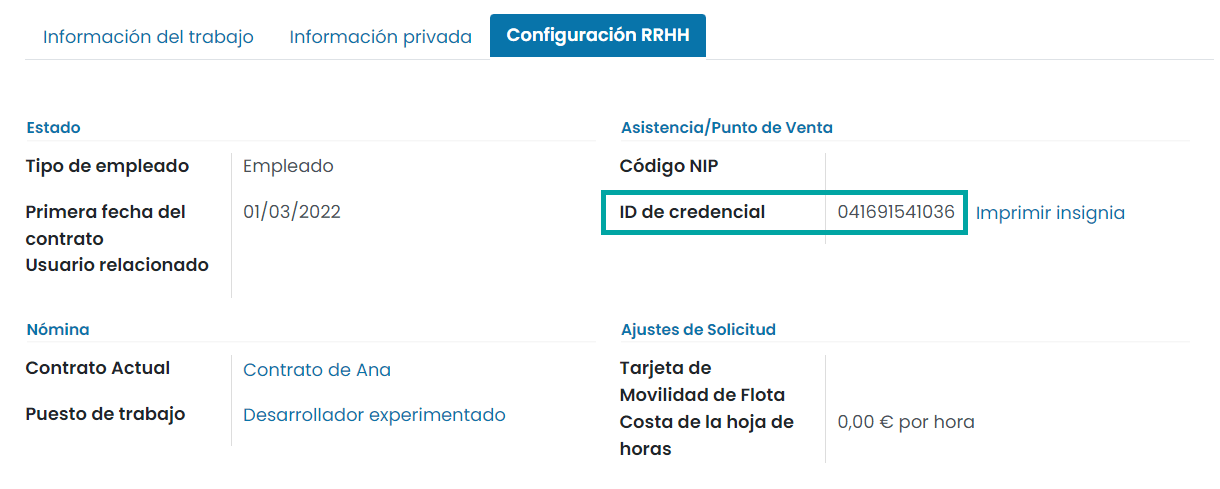 Información del trabajo
Información privada
Configuración RRHH
Estado
Tipo de empleado
Empleado
Primera fecha del
contrato
01/03/2022
Usuario relacionado
Asistencia/Punto de Venta
Código NIP
ID de credencial
041691541036
Imprimir insignia
Nómina
Contrato Actual
Contrato de Ana
Puesto de trabajo
Desarrollador experimentado
Ajustes de Solicitud
Tarjeta de
Movilidad de Flota
Costa de la hoja de
horas
0,00 € por hora